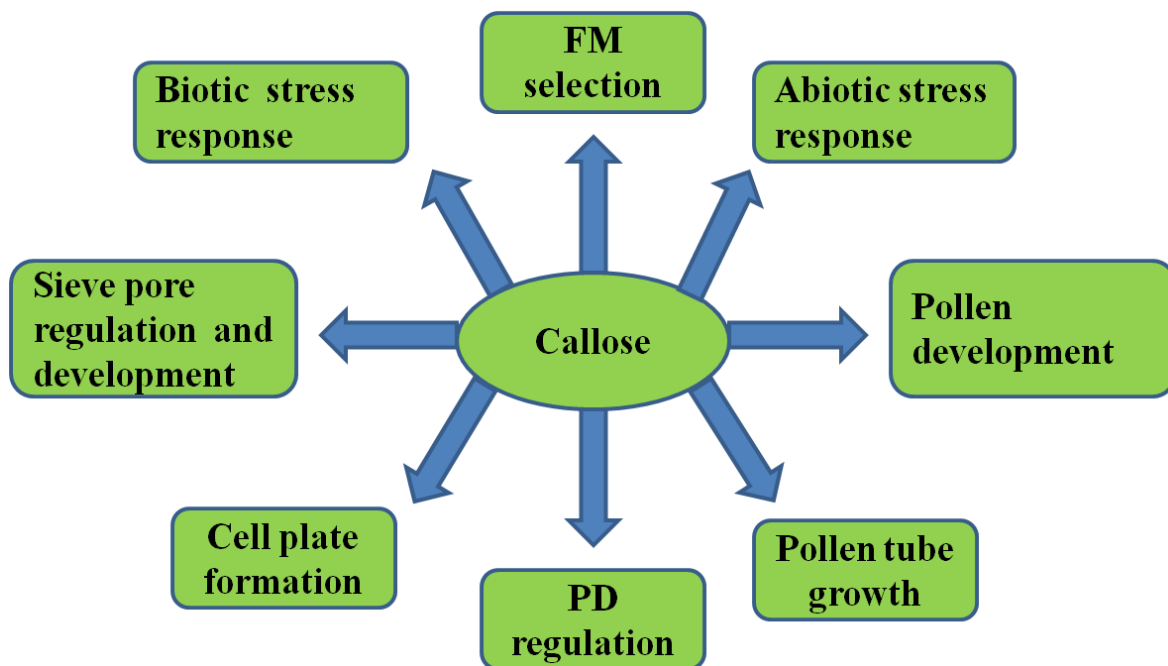 FM
selection
Biotic stress
response
Abiotic stress
response
Sieve pore
regulation and
development
Callose
Pollen
development
Cell plate
formation
PD
regulation
Pollen tube
growth